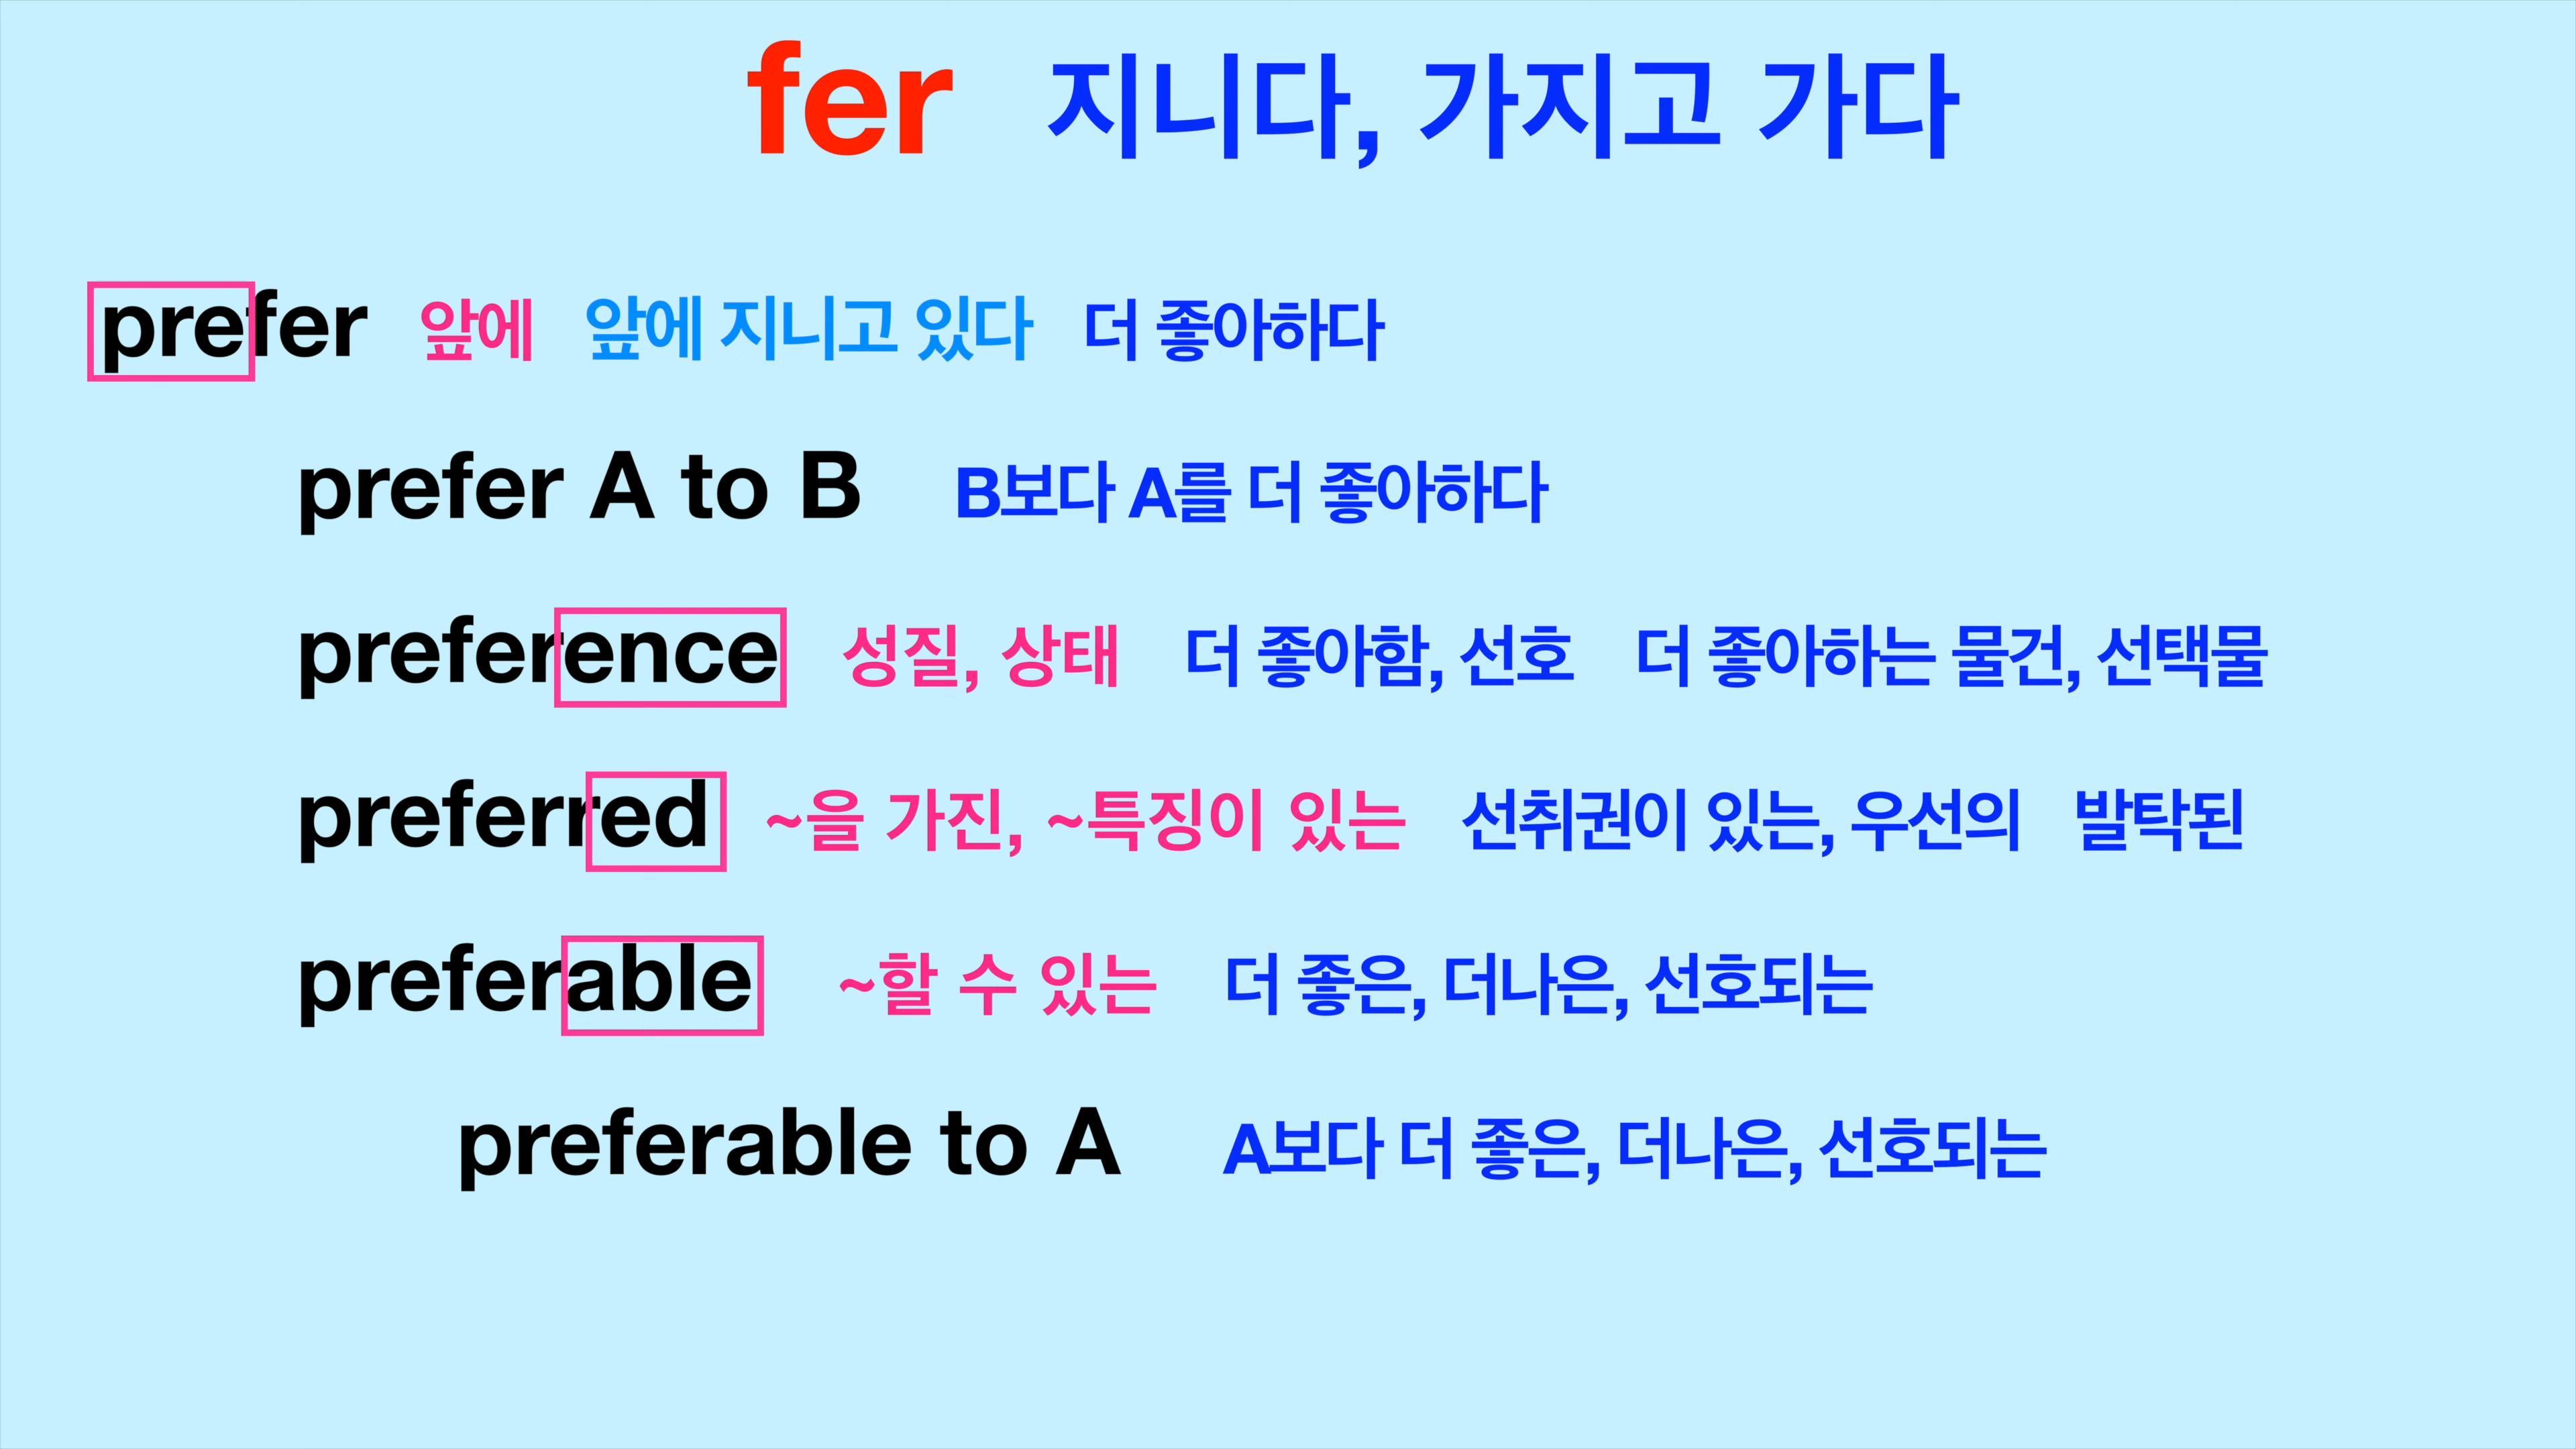 fer 지니다, 가지고 가다
prefer 앞에 앞에 지니고 있다 더 좋아하다
prefer A to B B보다 A를 더 좋아하다
preference 성질, 상태 더 좋아함, 선호 더 좋아하는 물건, 선택물
preferred ~을 가진, ~특징이 있는 선취권이 있는, 우선의 발탁된
preferable ~할 수 있는 더 좋은, 더나은, 선호되는
preferable to A A보다 더 좋은, 더나은, 선호되는